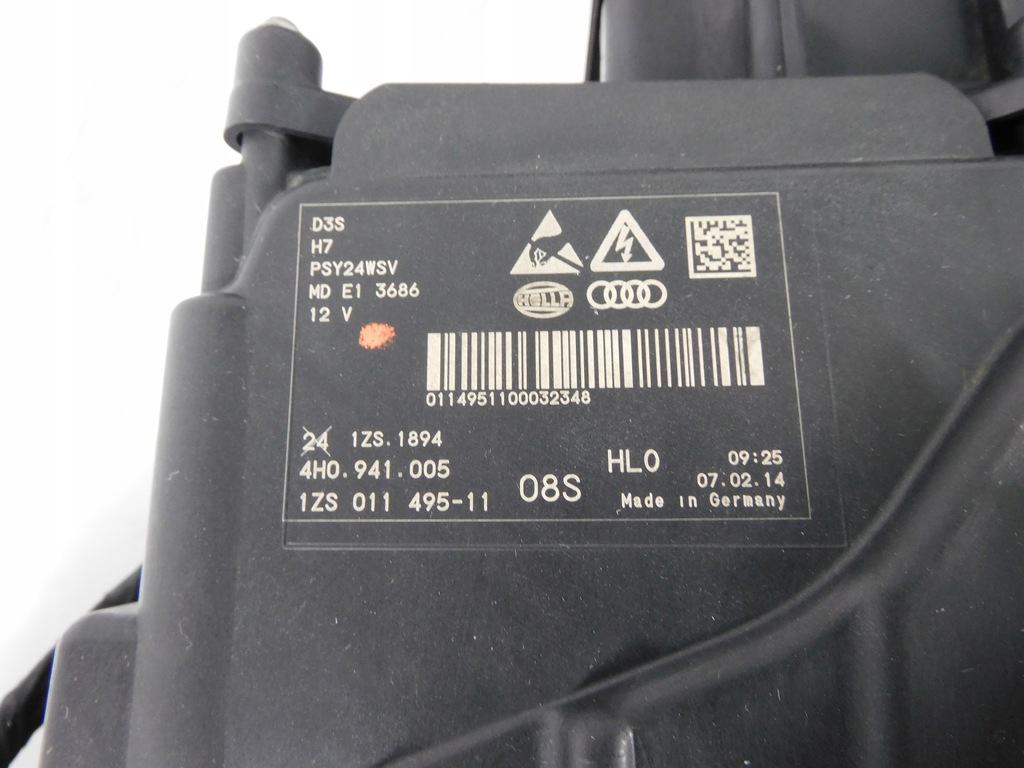 D3S
H7
PSY24WSV
MD E1 3686
12 V
HELLA
0114951100032348
24 1ZS.1894
4H0.941.005
1ZS 011 495-11
08S
HL0
09:25
07.02.14
Made in Germany